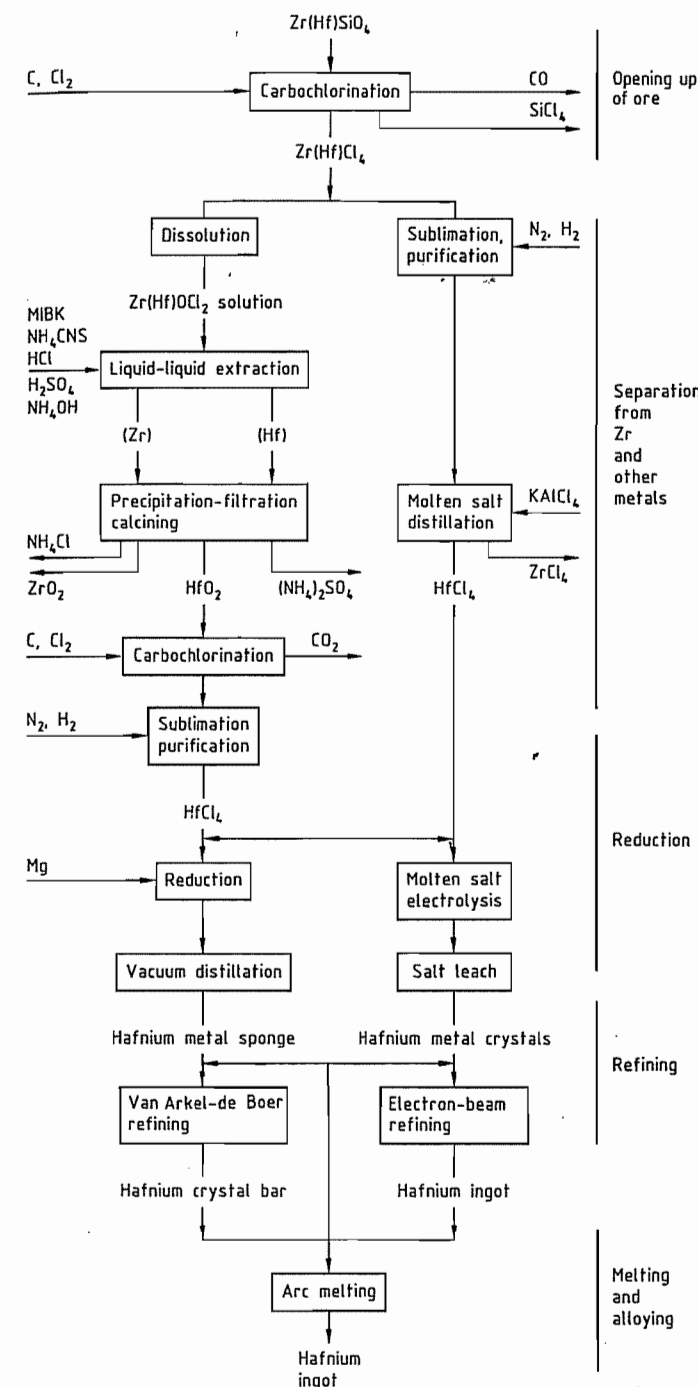 Zr(Hf)SiO₄
C, Cl₂
Carbochlorination
CO
SiCl₄
Opening up
of ore
Zr(Hf)Cl₄
Dissolution
Sublimation,
purification
N₂, H₂
Zr(Hf)OCl₂ solution
MIBK
NH₄CNS
HCl
H₂SO₄
NH₄OH
Liquid-liquid extraction
(Zr)
(Hf)
Separation
from
Zr
and
other
metals
Precipitation-filtration
calcining
Molten salt
distillation
KAlCl₄
NH₄Cl
ZrO₂
HfO₂
(NH₄)₂SO₄
HfCl₄
ZrCl₄
C, Cl₂
Carbochlorination
CO₂
N₂, H₂
Sublimation
purification
HfCl₄
Reduction
Mg
Reduction
Molten salt
electrolysis
Vacuum distillation
Salt leach
Hafnium metal sponge
Hafnium metal crystals
Refining
Van Arkel-de Boer
refining
Electron-beam
refining
Hafnium crystal bar
Hafnium ingot
Arc melting
Melting
and
alloying
Hafnium
ingot